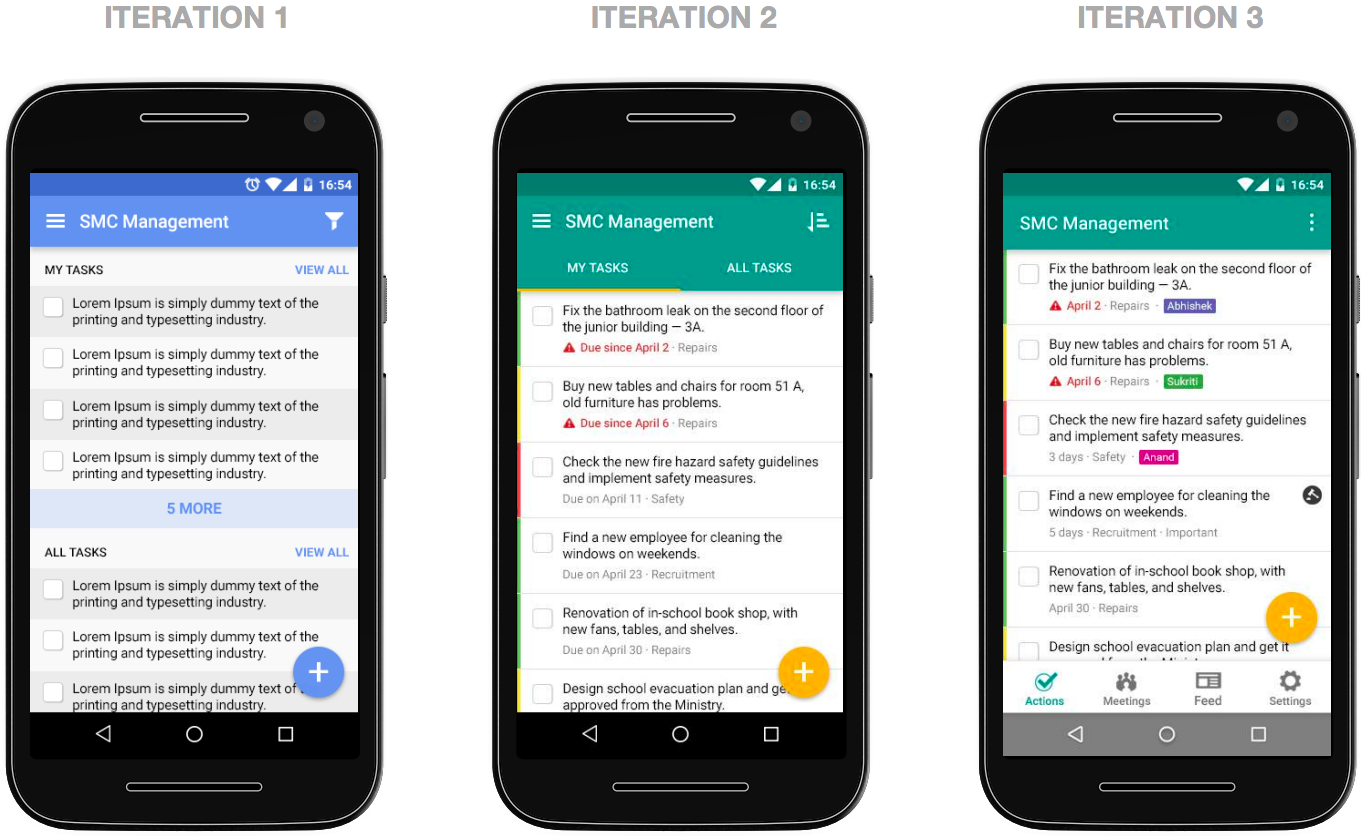 ITERATION 1
16:54
SMC Management
MY TASKS VIEW ALL
Lorem Ipsum is simply dummy text of the
printing and typesetting industry.
Lorem Ipsum is simply dummy text of the
printing and typesetting industry.
Lorem Ipsum is simply dummy text of the
printing and typesetting industry.
Lorem Ipsum is simply dummy text of the
printing and typesetting industry.
5 MORE
ALL TASKS VIEW ALL
Lorem Ipsum is simply dummy text of the
printing and typesetting industry.
Lorem Ipsum is simply dummy text of the
printing and typesetting industry.
Lorem Ipsum is simply dummy text of
printing and typesetting industry.
ITERATION 2
16:54
SMC Management
MY TASKS ALL TASKS
Fix the bathroom leak on the second floor of
the junior building — 3A.
Due since April 2 · Repairs
Buy new tables and chairs for room 51 A,
old furniture has problems.
Due since April 6 · Repairs
Check the new fire hazard safety guidelines
and implement safety measures.
Due on April 11 · Safety
Find a new employee for cleaning the
windows on weekends.
Due on April 23 · Recruitment
Renovation of in-school book shop, with
new fans, tables, and shelves.
Due on April 30 · Repairs
Design school evacuation plan and get
approved from the Ministry.
ITERATION 3
16:54
SMC Management
Fix the bathroom leak on the second floor of
the junior building — 3A.
April 2 · Repairs · Abhishek
Buy new tables and chairs for room 51 A,
old furniture has problems.
April 6 · Repairs · Sukriti
Check the new fire hazard safety guidelines
and implement safety measures.
3 days · Safety · Anand
Find a new employee for cleaning the
windows on weekends.
5 days · Recruitment · Important
Renovation of in-school book shop, with
new fans, tables, and shelves.
April 30 · Repairs
Design school evacuation plan and get it
Actions Meetings Feed Settings